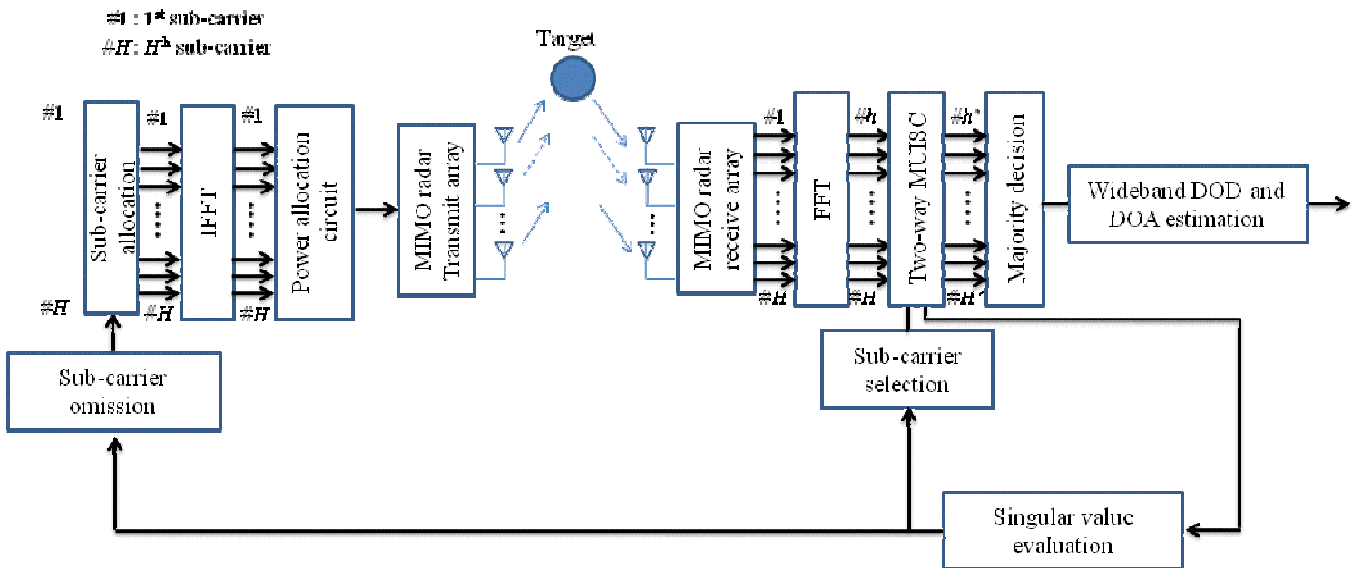 #1 : 1st sub-carrier
#H : Hh sub-carrier
Target
#1
#1
#1
#1
#h
#h*
Sub-carrier
allocation
IFFT
Power allocation
circuit
MIMO radar
Transmit array
MIMO radar
receive array
FFT
Two-way MUISC
Majority decision
Wideband DOD and
DOA estimation
#H
#H
#H
#H
#H
#H*
Sub-carrier
omission
Sub-carrier
selection
Singular value
evaluation